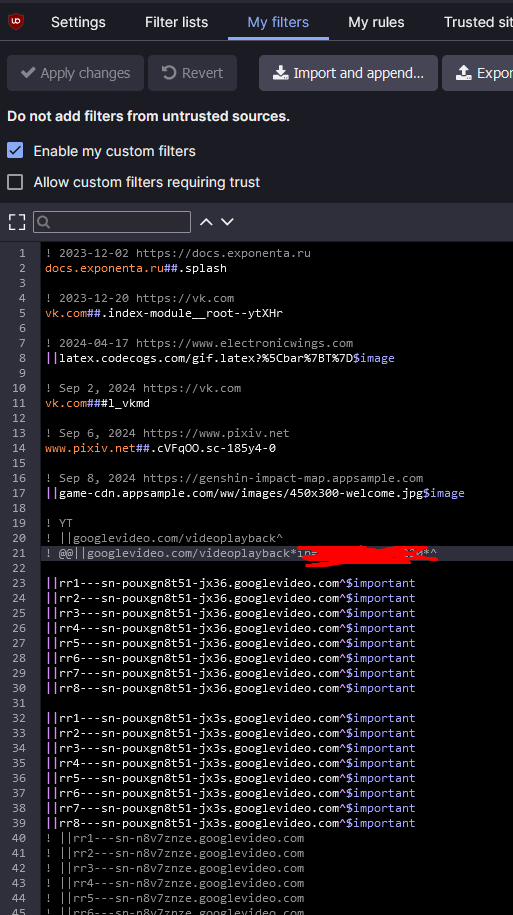 Settings Filter lists My filters My rules Trusted sit
Apply changes Revert Import and append... Expor
Do not add filters from untrusted sources.
Enable my custom filters
Allow custom filters requiring trust
1 ! 2023-12-02 https://docs.exponenta.ru
2 docs.exponenta.ru##.splash
3
4 ! 2023-12-20 https://vk.com
5 vk.com##.index-module__root--ytXHr
6
7 ! 2024-04-17 https://www.electronicwings.com
8 ||latex.codecogs.com/gif.latex?%5Cbar%7BT%7D$image
9
10 ! Sep 2, 2024 https://vk.com
11 vk.com###l_vkmd
12
13 ! Sep 6, 2024 https://www.pixiv.net
14 www.pixiv.net##.cVFqOO.sc-185y4-0
15
16 ! Sep 8, 2024 https://genshin-impact-map.appsample.com
17 ||game-cdn.appsample.com/ww/images/450x300-welcome.jpg$image
18
19 ! YT
20 ! ||googlevideo.com/videoplayback^
21 ! @@||googlevideo.com/videoplayback*ip= *^
22
23 ||rr1---sn-pouxgn8t51-jx36.googlevideo.com^$important
24 ||rr2---sn-pouxgn8t51-jx36.googlevideo.com^$important
25 ||rr3---sn-pouxgn8t51-jx36.googlevideo.com^$important
26 ||rr4---sn-pouxgn8t51-jx36.googlevideo.com^$important
27 ||rr5---sn-pouxgn8t51-jx36.googlevideo.com^$important
28 ||rr6---sn-pouxgn8t51-jx36.googlevideo.com^$important
29 ||rr7---sn-pouxgn8t51-jx36.googlevideo.com^$important
30 ||rr8---sn-pouxgn8t51-jx36.googlevideo.com^$important
31
32 ||rr1---sn-pouxgn8t51-jx3s.googlevideo.com^$important
33 ||rr2---sn-pouxgn8t51-jx3s.googlevideo.com^$important
34 ||rr3---sn-pouxgn8t51-jx3s.googlevideo.com^$important
35 ||rr4---sn-pouxgn8t51-jx3s.googlevideo.com^$important
36 ||rr5---sn-pouxgn8t51-jx3s.googlevideo.com^$important
37 ||rr6---sn-pouxgn8t51-jx3s.googlevideo.com^$important
38 ||rr7---sn-pouxgn8t51-jx3s.googlevideo.com^$important
39 ||rr8---sn-pouxgn8t51-jx3s.googlevideo.com^$important
40 ! ||rr1---sn-n8v7znze.googlevideo.com
41 ! ||rr2---sn-n8v7znze.googlevideo.com
42 ! ||rr3---sn-n8v7znze.googlevideo.com
43 ! ||rr4---sn-n8v7znze.googlevideo.com
44 ! ||rr5---sn-n8v7znze.googlevideo.com
45 ! ||rr6---sn-n8v7znze.googlevideo.com